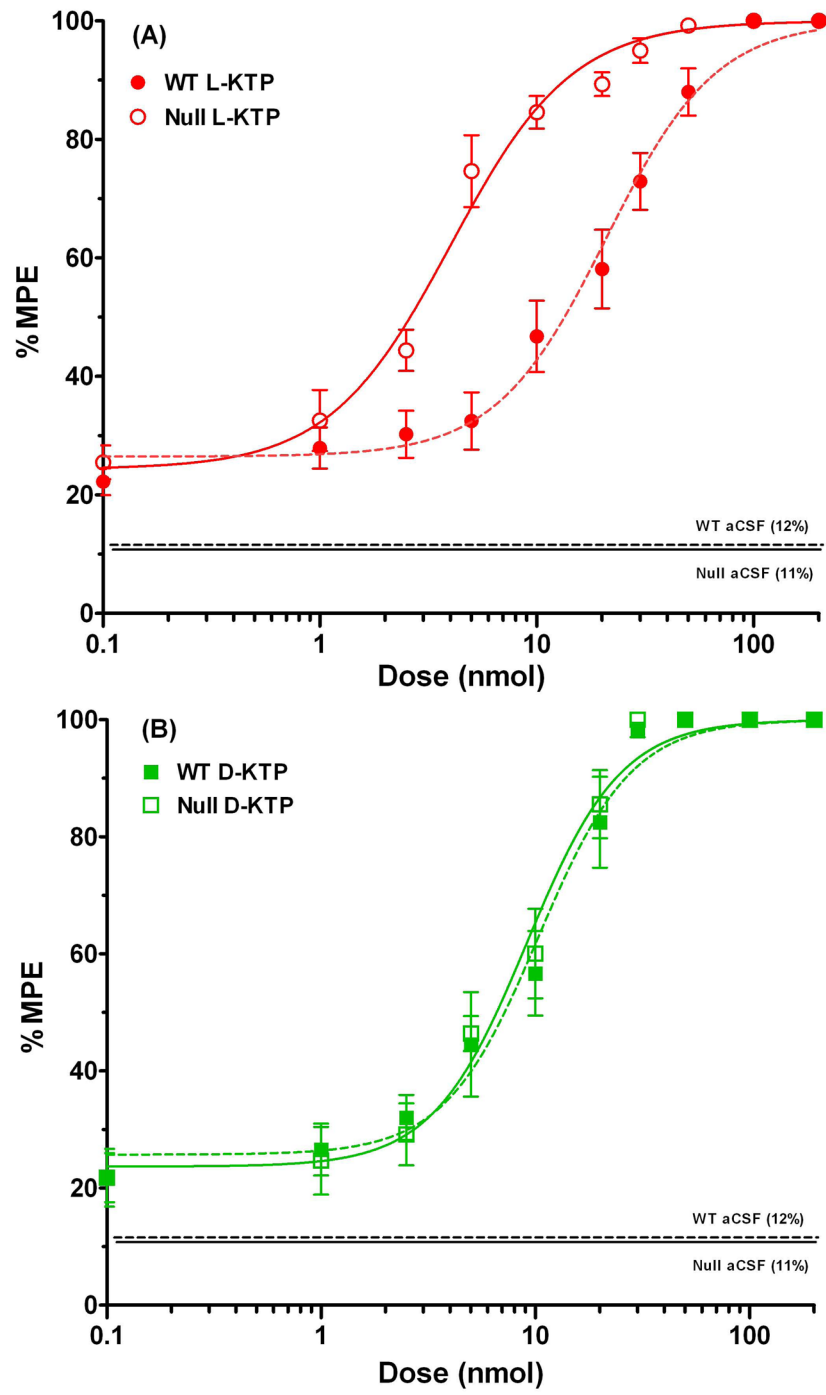 (A)
WT L-KTP
Null L-KTP
100
80
60
40
20
0
%MPE
WT aCSF (12%)
Null aCSF (11%)
0.1 1 10 100
Dose (nmol)
(B)
WT D-KTP
Null D-KTP
100
80
60
40
20
0
%MPE
WT aCSF (12%)
Null aCSF (11%)
0.1 1 10 100
Dose (nmol)